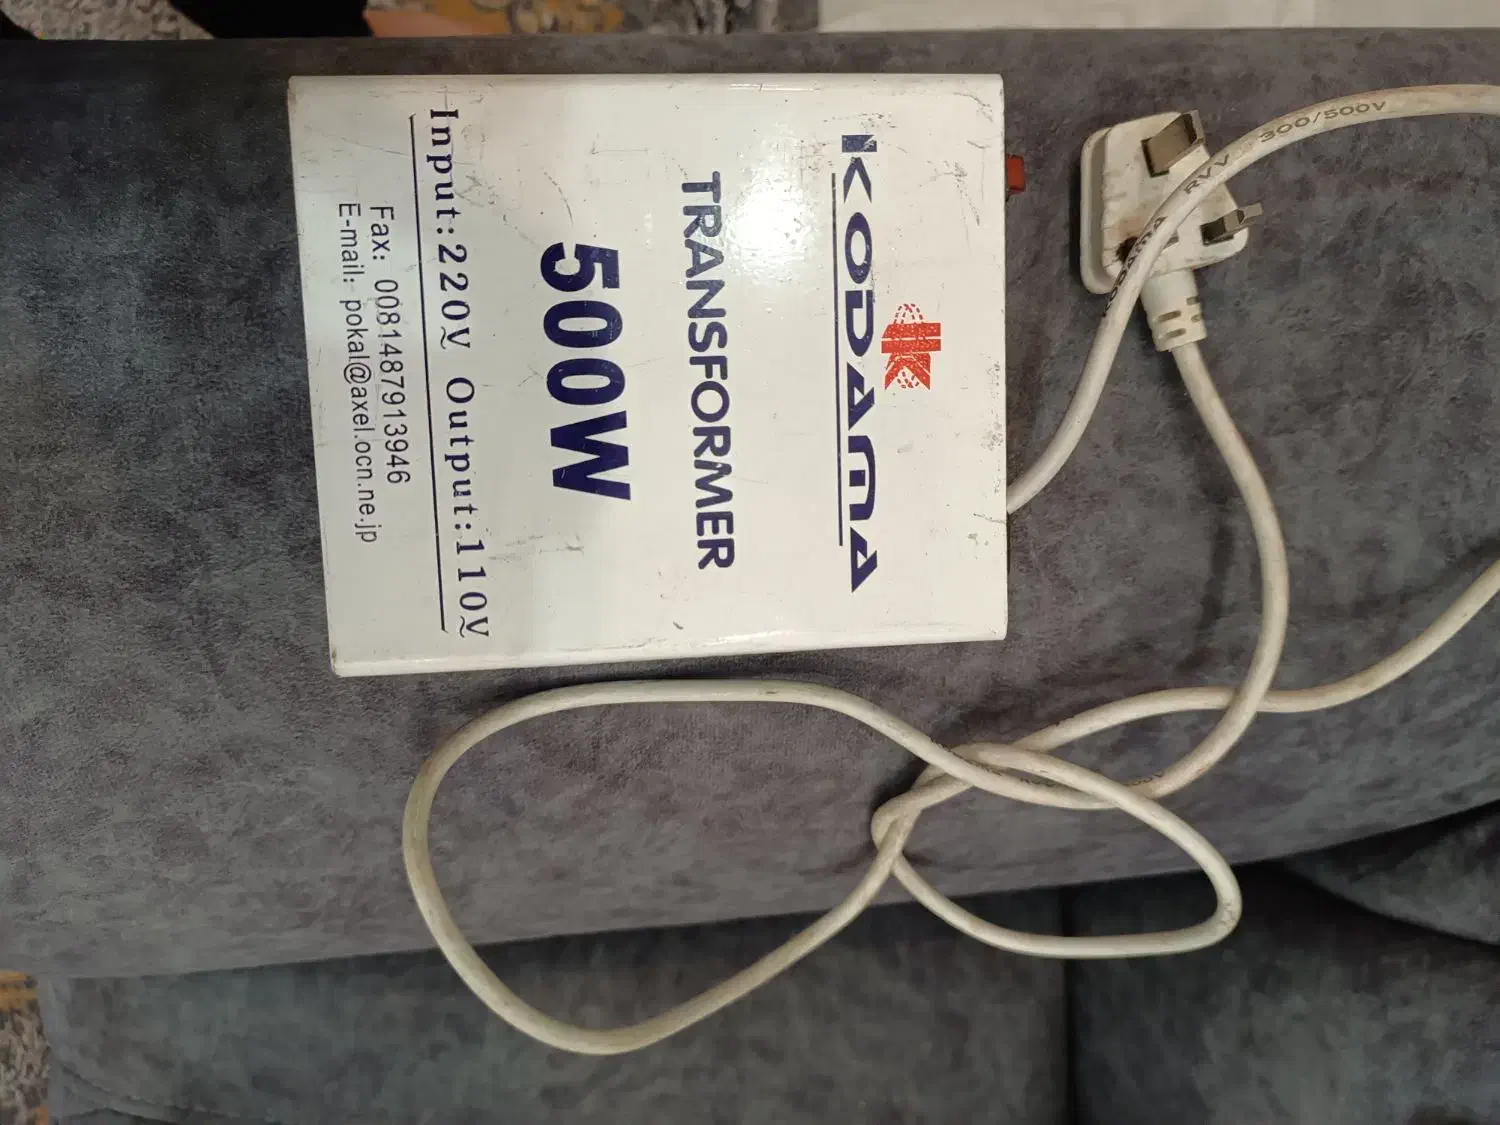 KODAMA
TRANSFORMER
500W
Input:220V Output:110V
Fax: 0081487913946
E-mail: pokal@axel.ocn.ne.jp
RVV 300/500V